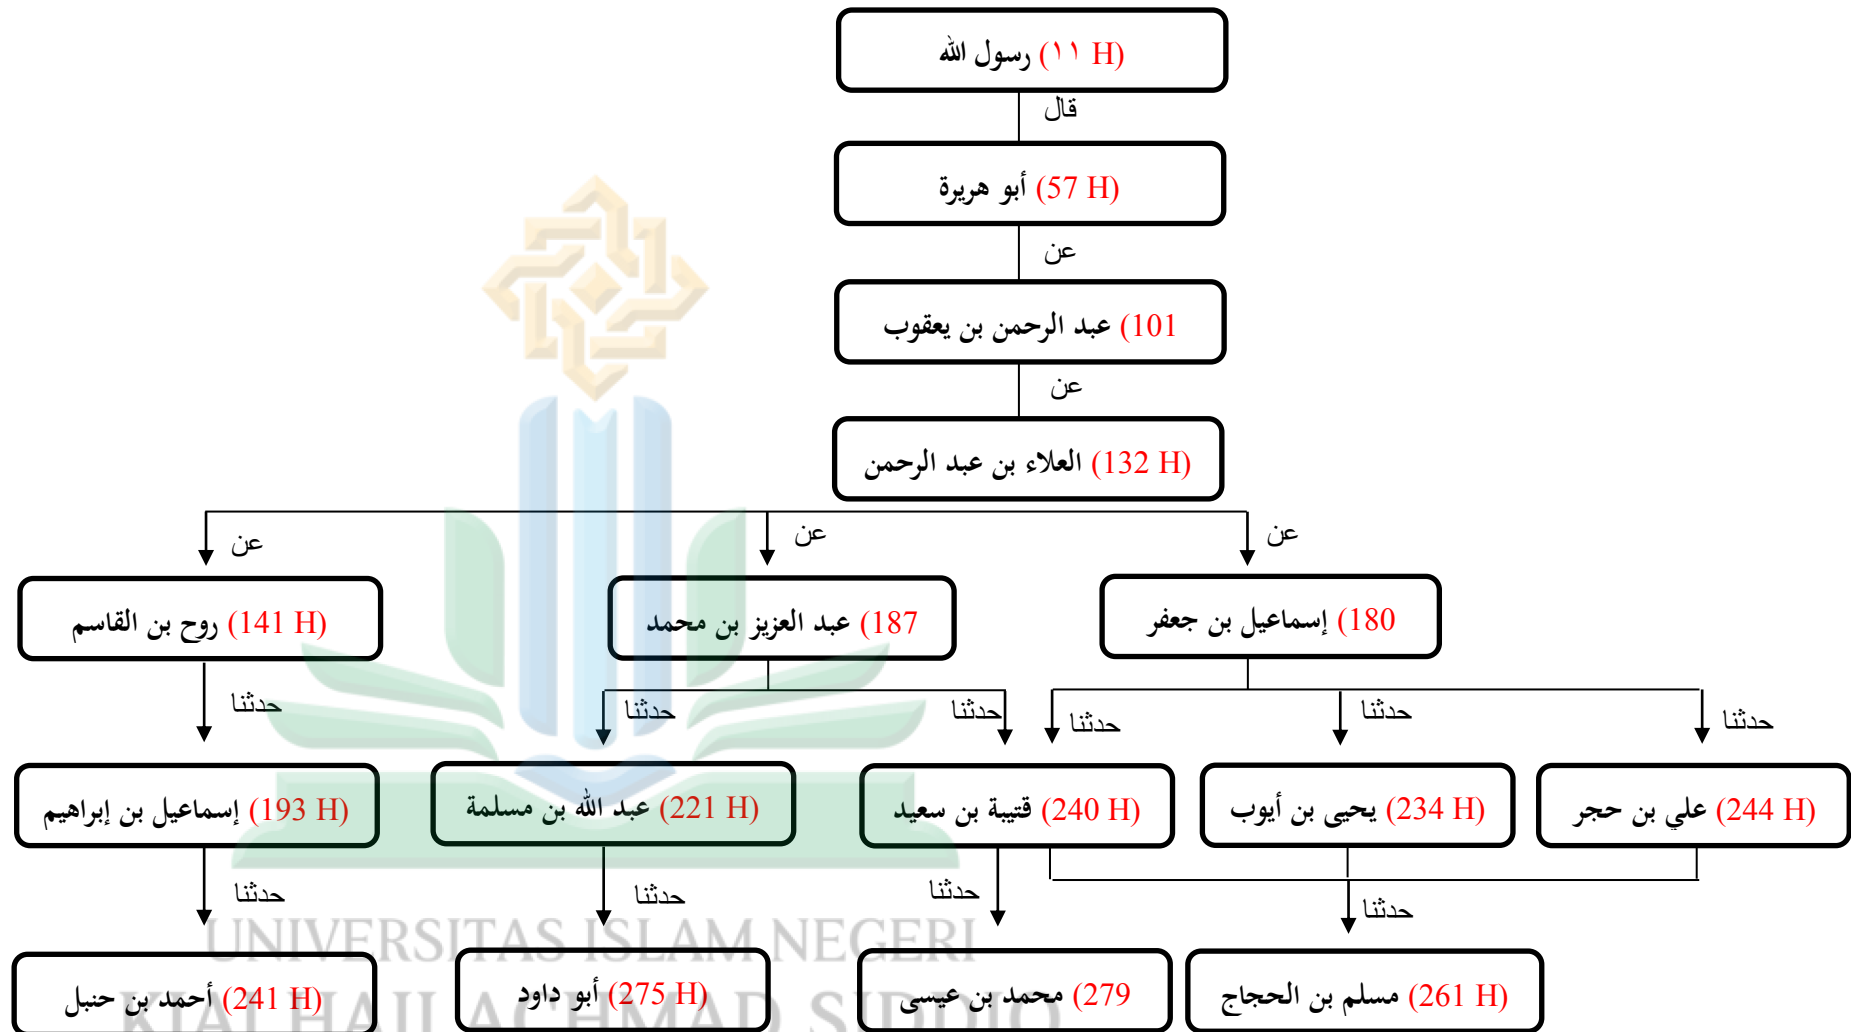 رسول الله (١١ H)
قال
أبو هريرة (57 H)
عن
عبد الرحمن بن يعقوب (101
عن
العلاء بن عبد الرحمن (132 H)
عن
عن
عن
إسماعيل بن جعفر (180
عبد العزيز بن محمد (187
روح بن القاسم (141 H)
حدثنا
حدثنا
حدثنا
حدثنا
حدثنا
حدثنا
علي بن حجر (244 H)
يحيى بن أيوب (234 H)
قتيبة بن سعيد (240 H)
عبد الله بن مسلمة (221 H)
إسماعيل بن إبراهيم (193 H)
حدثنا
حدثنا
حدثنا
حدثنا
UNIVERSITAS ISLAM NEGERI
مسلم بن الحجاج (261 H)
محمد بن عيسى (279
أبو داود (275 H)
أحمد بن حنبل (241 H)
KIAI HAJI ACHMAD SIDDIQ